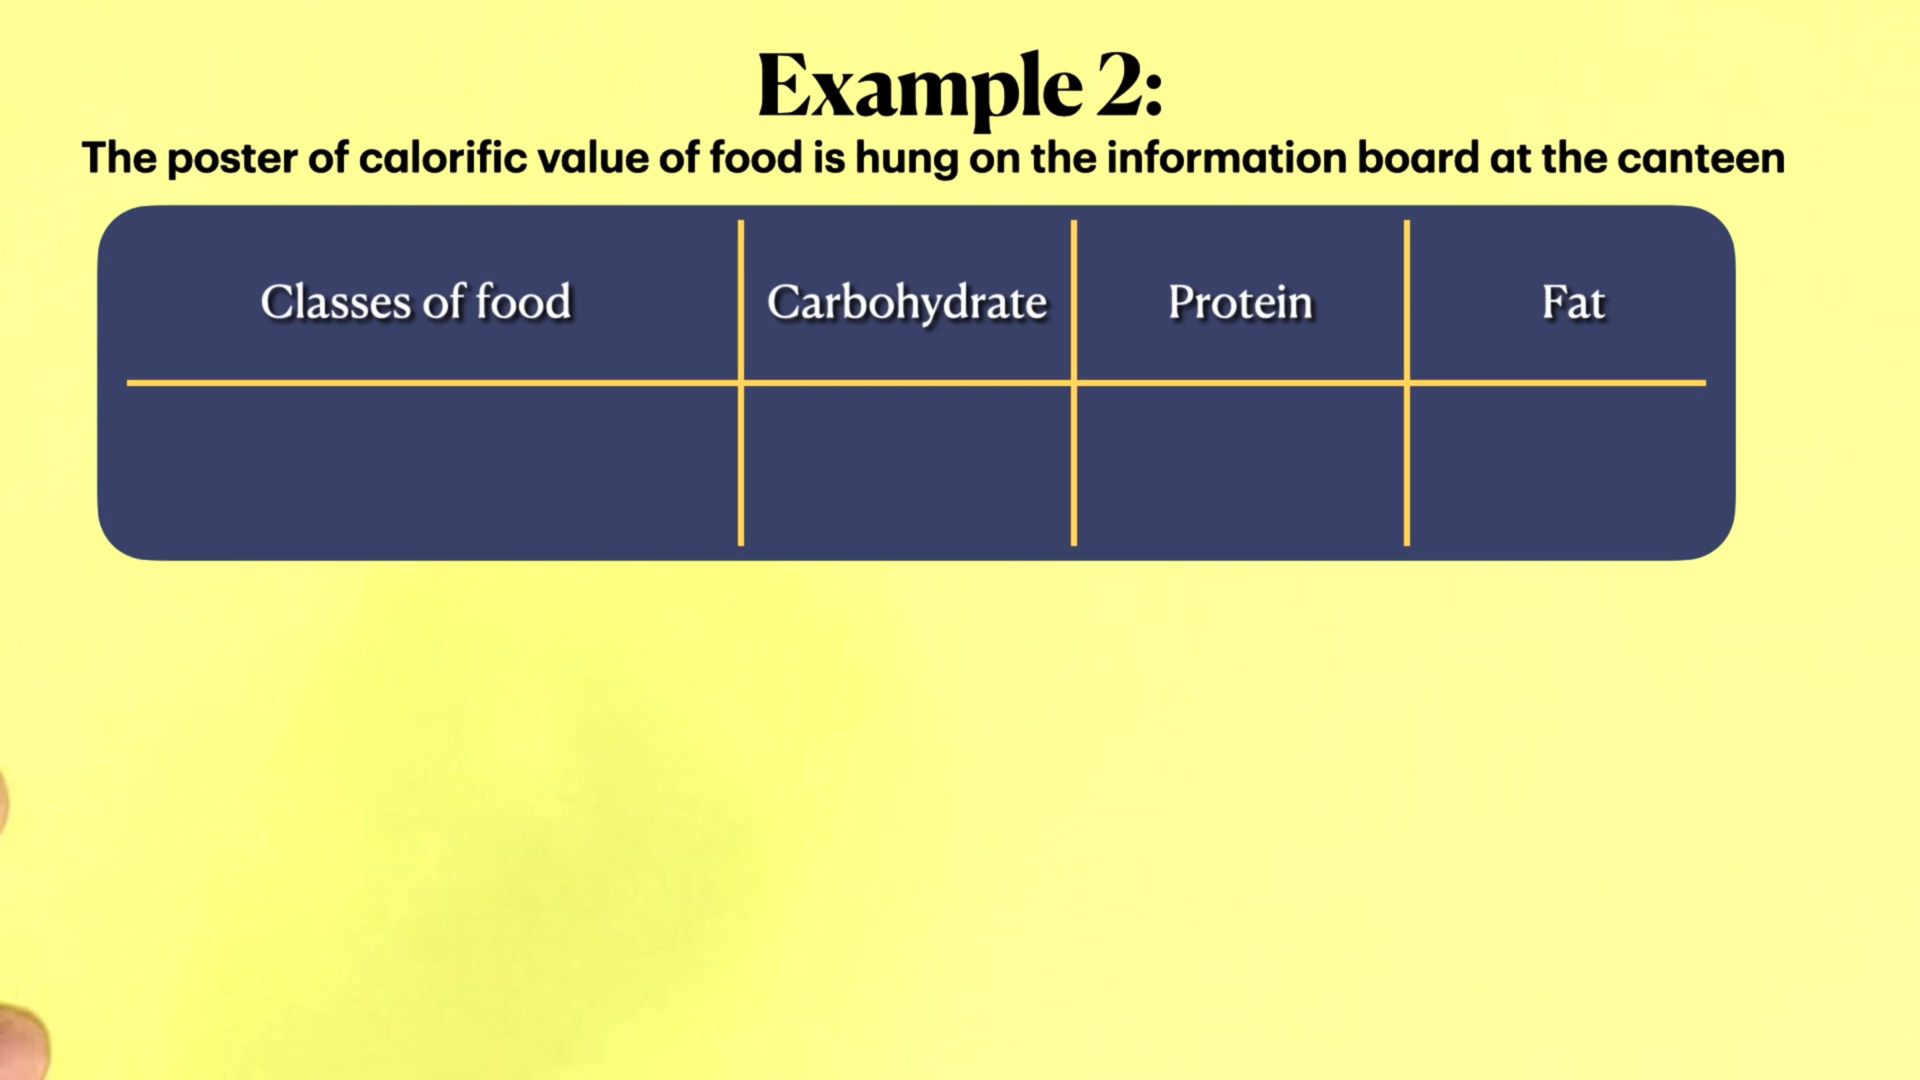 Example 2:
The poster of calorific value of food is hung on the information board at the canteen
Classes of food
Carbohydrate
Protein
Fat